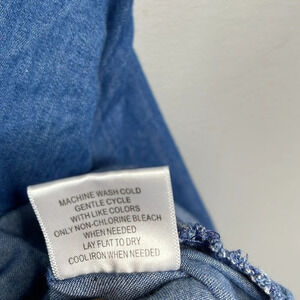 MACHINE WASH COLD
GENTLE CYCLE
WITH LIKE COLORS
ONLY NON-CHLORINE BLEACH
WHEN NEEDED
LAY FLAT TO DRY
COOL IRON WHEN NEEDED